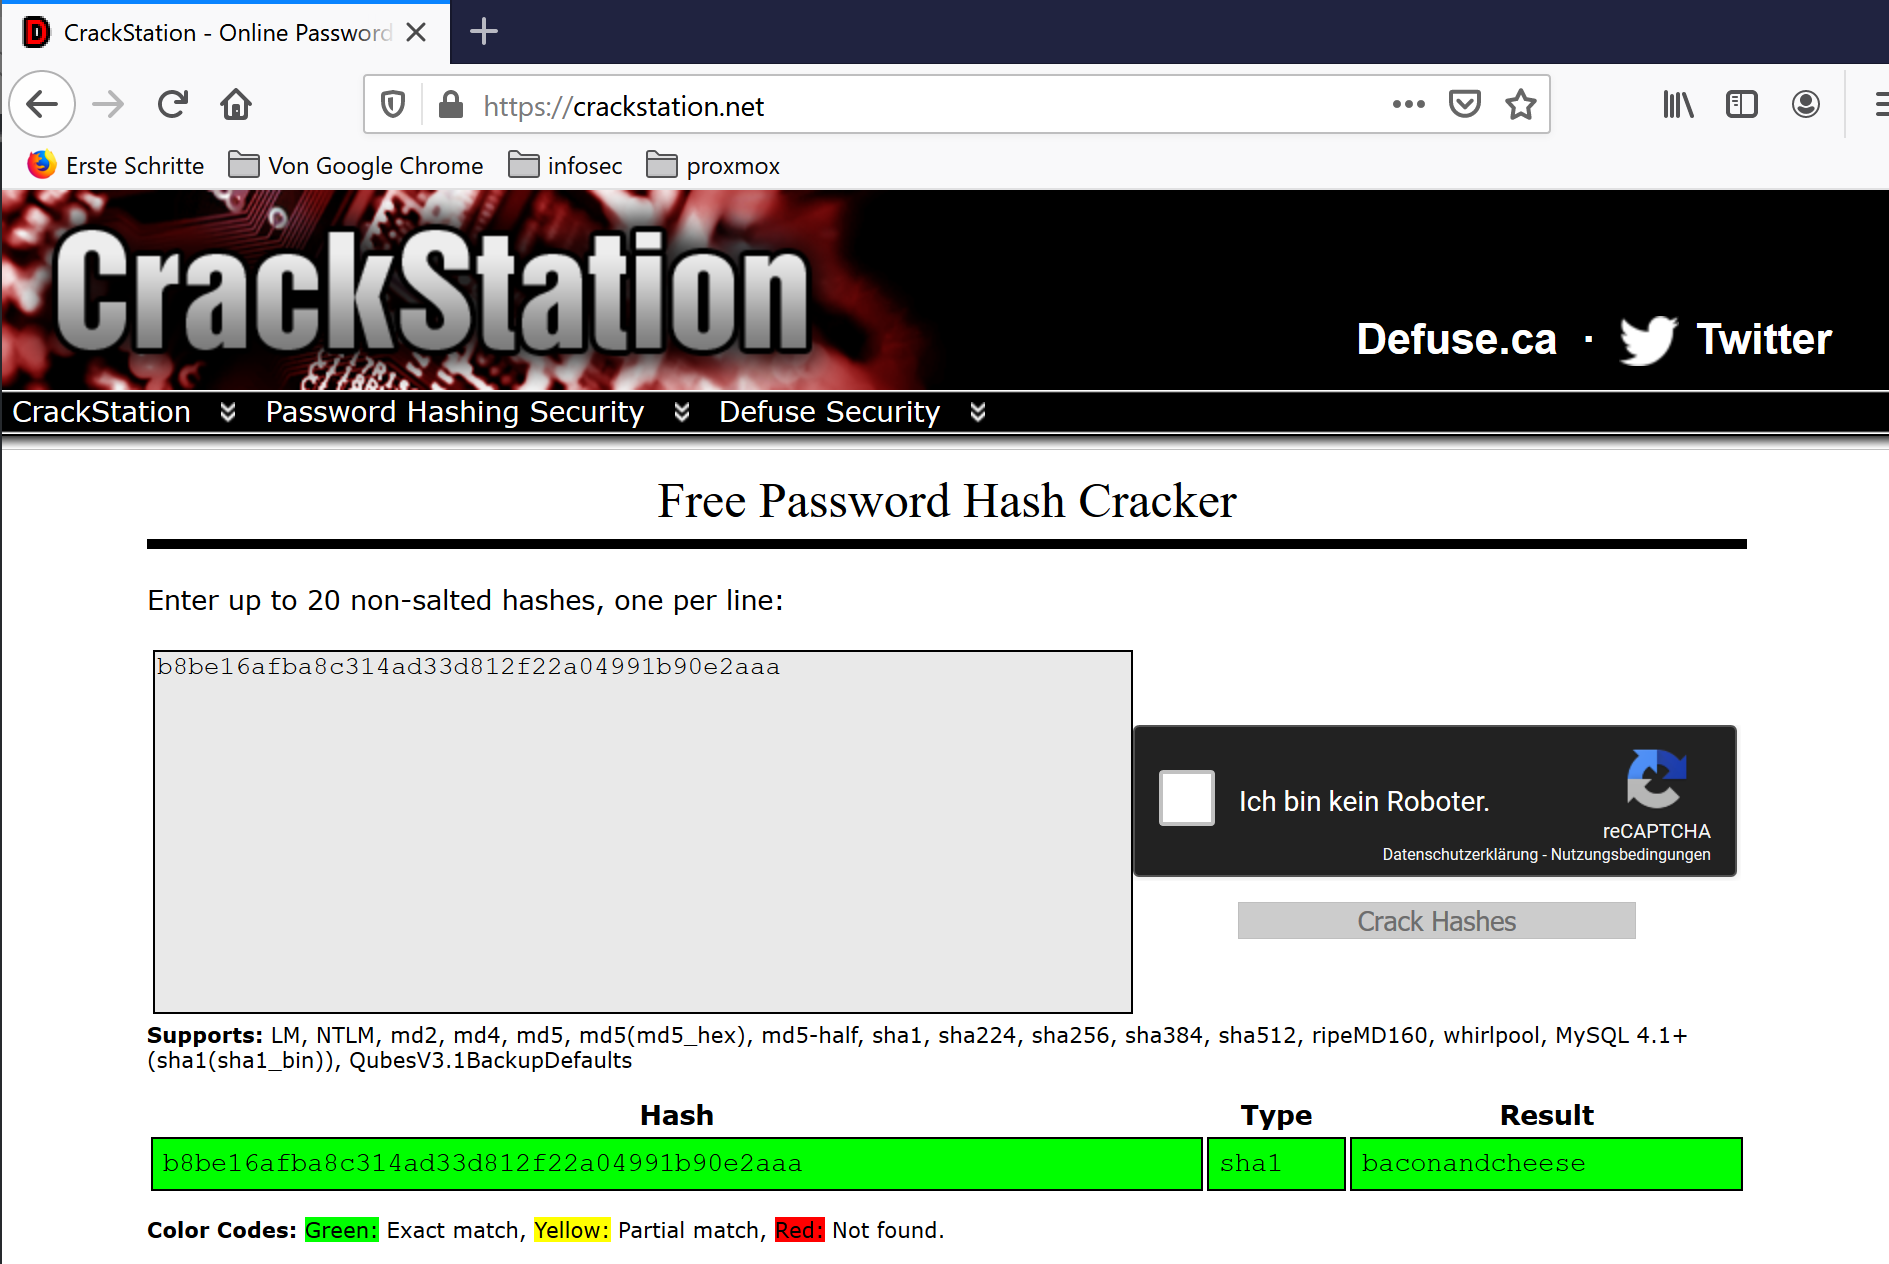 CrackStation - Online Password
https://crackstation.net
Erste Schritte Von Google Chrome infosec proxmox
CrackStation
Defuse.ca · Twitter
CrackStation Password Hashing Security Defuse Security
Free Password Hash Cracker
Enter up to 20 non-salted hashes, one per line:
b8be16afba8c314ad33d812f22a04991b90e2aaa
Ich bin kein Roboter.
reCAPTCHA
Datenschutzerklärung - Nutzungsbedingungen
Crack Hashes
Supports: LM, NTLM, md2, md4, md5, md5(md5_hex), md5-half, sha1, sha224, sha256, sha384, sha512, ripeMD160, whirlpool, MySQL 4.1+
(sha1(sha1_bin)), QubesV3.1BackupDefaults
Hash Type Result
b8be16afba8c314ad33d812f22a04991b90e2aaa sha1 baconandcheese
Color Codes: Green: Exact match, Yellow: Partial match, Red: Not found.